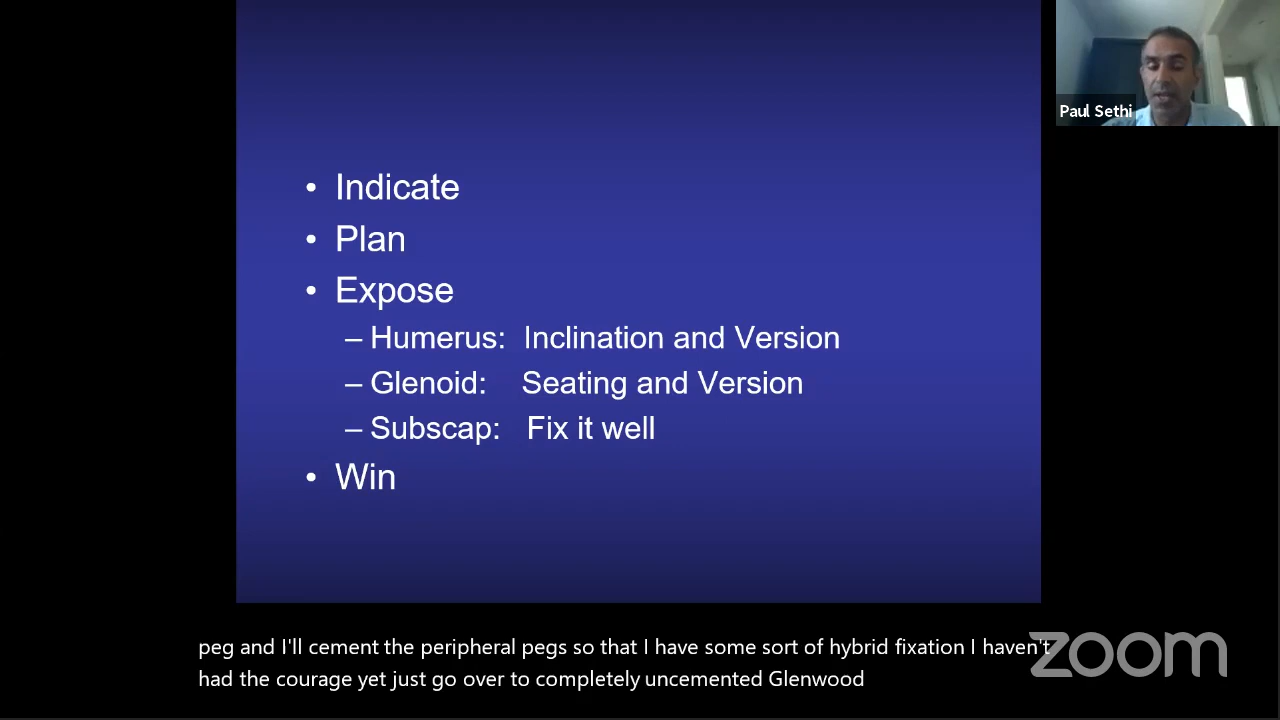 Paul Sethi
• Indicate
• Plan
• Expose
– Humerus: Inclination and Version
– Glenoid: Seating and Version
– Subscap: Fix it well
• Win
peg and I'll cement the peripheral pegs so that I have some sort of hybrid fixation I haven't
had the courage yet just go over to completely uncemented Glenwood
zoom